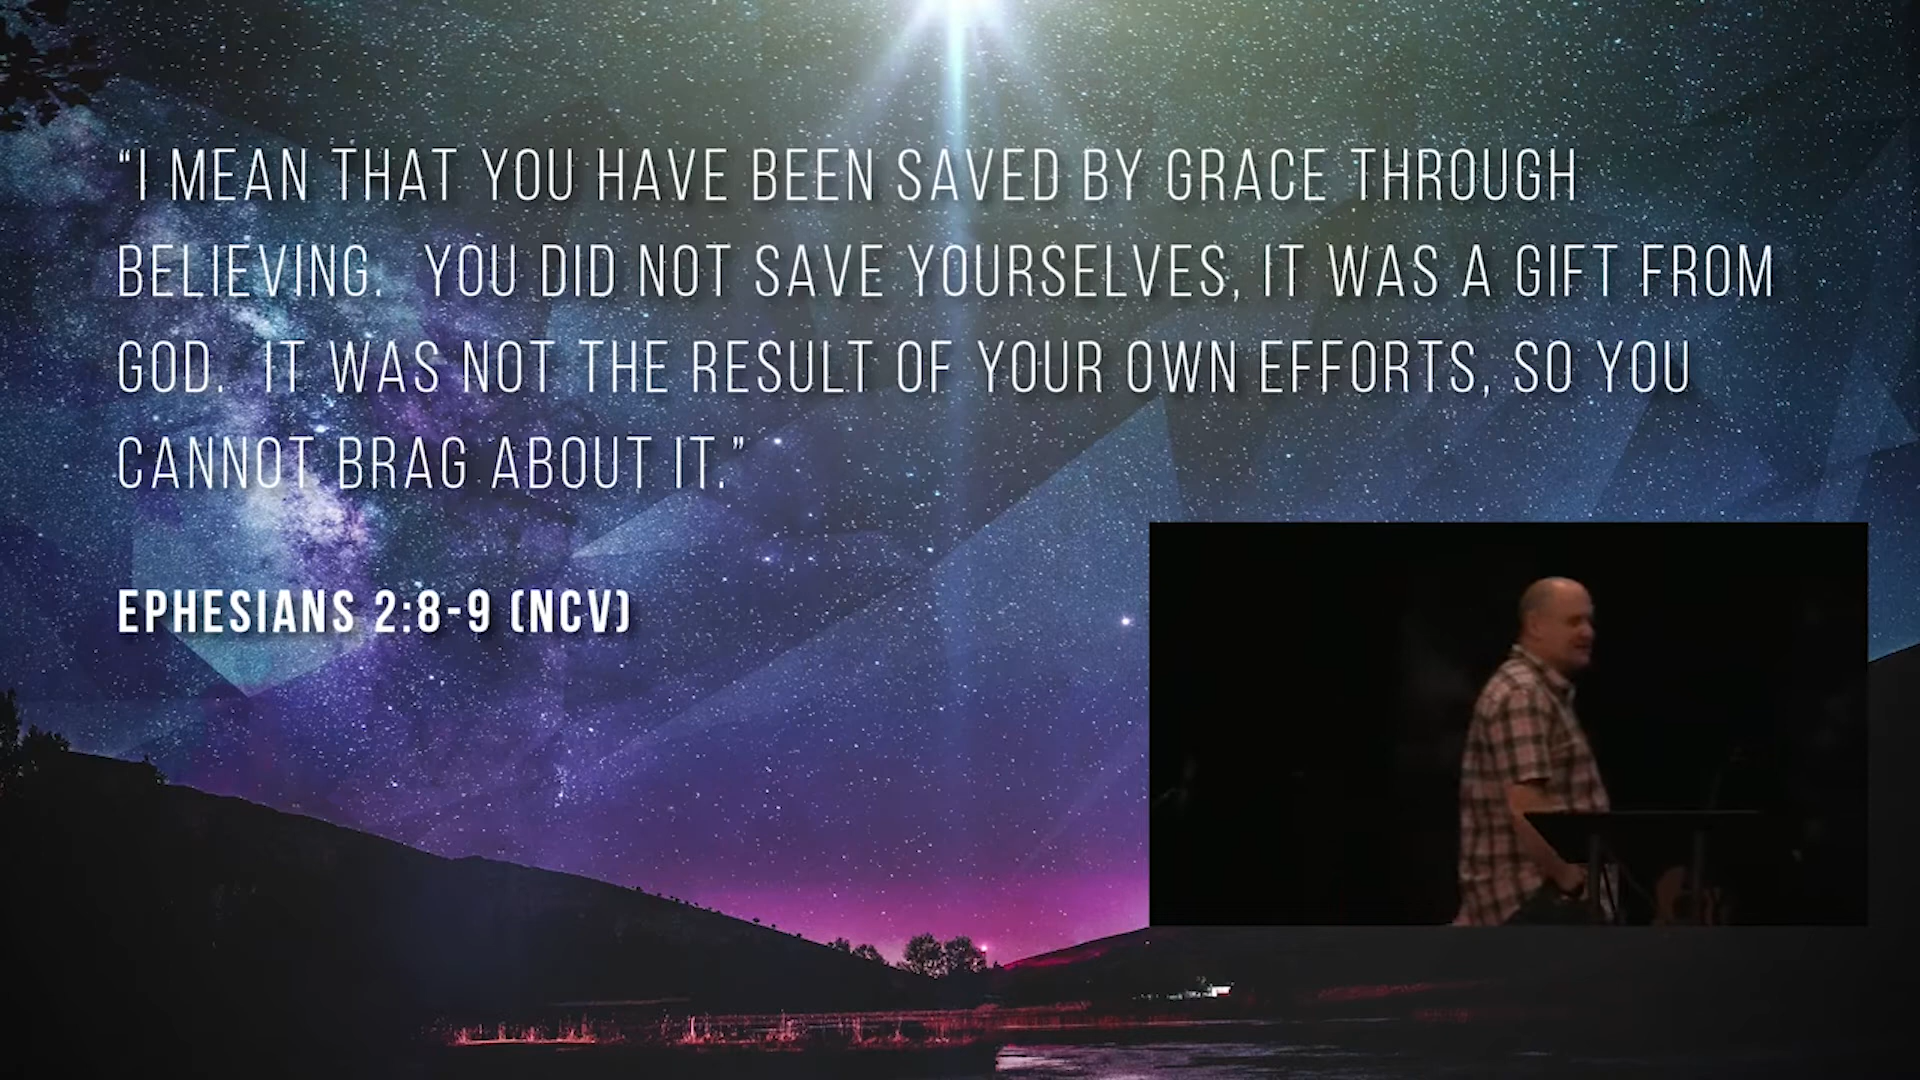 “I MEAN THAT YOU HAVE BEEN SAVED BY GRACE THROUGH
BELIEVING. YOU DID NOT SAVE YOURSELVES, IT WAS A GIFT FROM
GOD. IT WAS NOT THE RESULT OF YOUR OWN EFFORTS, SO YOU
CANNOT BRAG ABOUT IT.”
EPHESIANS 2:8-9 (NCV)